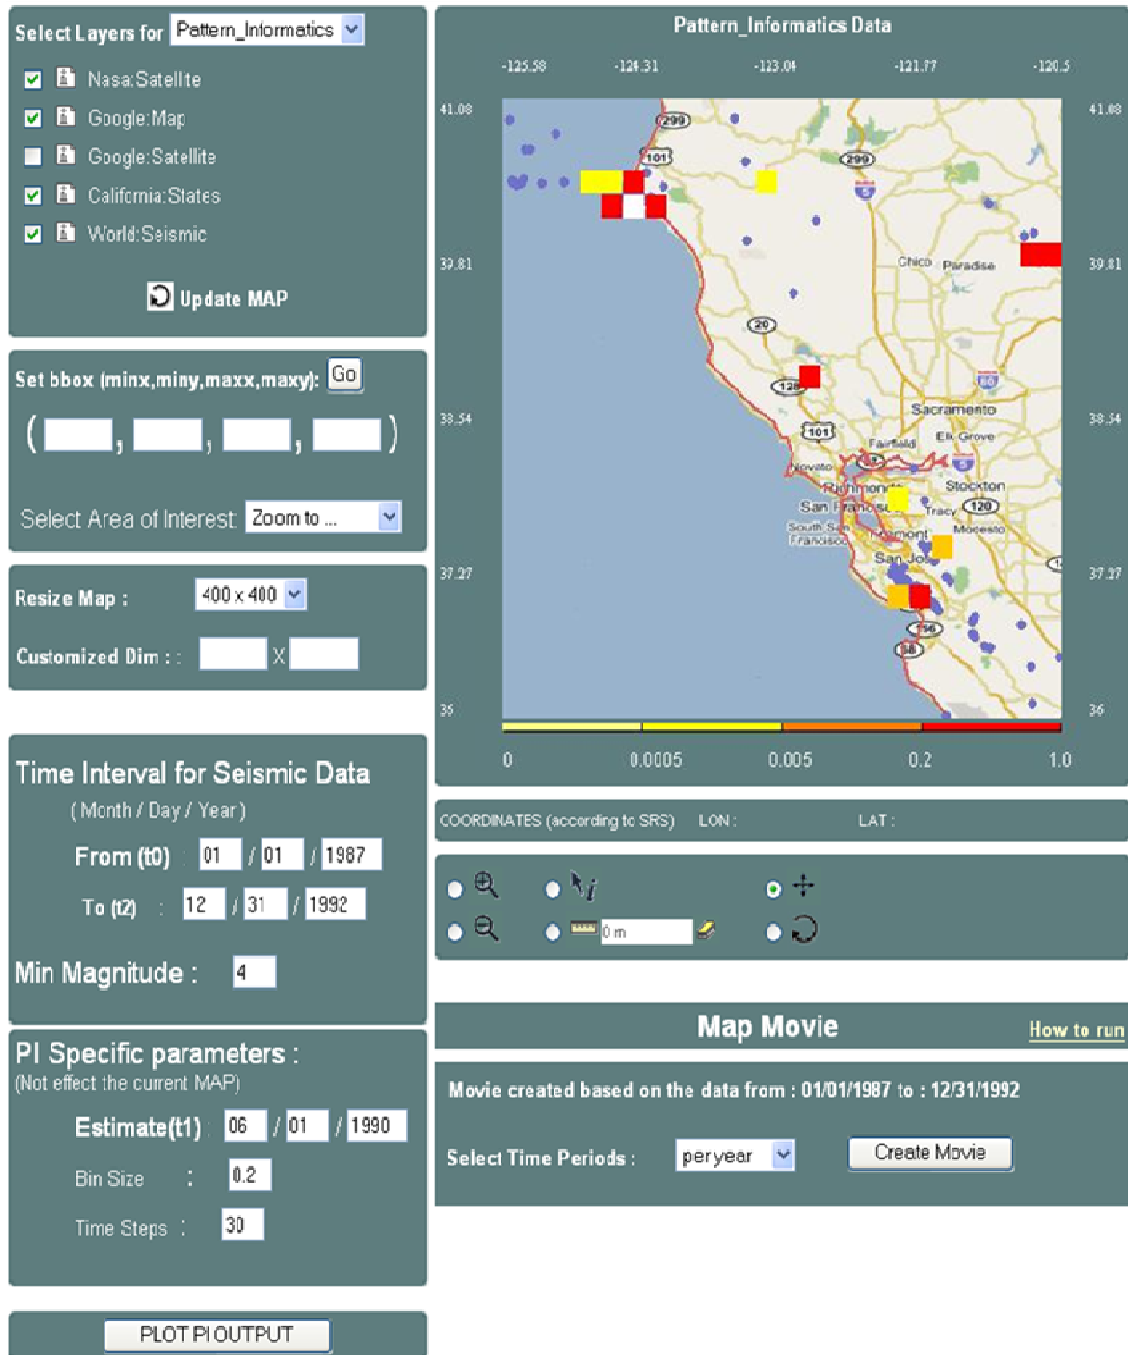 Select Layers for Pattern_Informatics
Nasa:Satellite
Google:Map
Google:Satellite
California:States
World:Seismic
Update MAP
Set bbox (minx,miny,maxx,maxy): Go
( , , , )
Select Area of Interest: Zoom to ...
Resize Map : 400 x 400
Customized Dim : : X
Time Interval for Seismic Data
( Month / Day / Year )
From (t0) : 01 / 01 / 1987
To (t2) : 12 / 31 / 1992
Min Magnitude : 4
PI Specific parameters :
(Not effect the current MAP)
Estimate(t1) : 06 / 01 / 1990
Bin Size : 0.2
Time Steps : 30
PLOT PI OUTPUT
Pattern_Informatics Data
-125.58 -124.31 -123.04 -121.77 -120.5
41.08 41.08
299
101
299
5
39.81 39.81
Chico Paradise
20
128
80
38.54 38.54
Sacramento
101
Fairfield Elk Grove
5
Novato
Richmond Stockton
San Francisco Tracy 120
South San Francisco
Fremont Modesto
San Jose
37.27 37.27
156
68
36 36
0 0.0005 0.005 0.2 1.0
COORDINATES (according to SRS) LON : LAT :
0 m
Map Movie
How to run
Movie created based on the data from : 01/01/1987 to : 12/31/1992
Select Time Periods : per year Create Movie